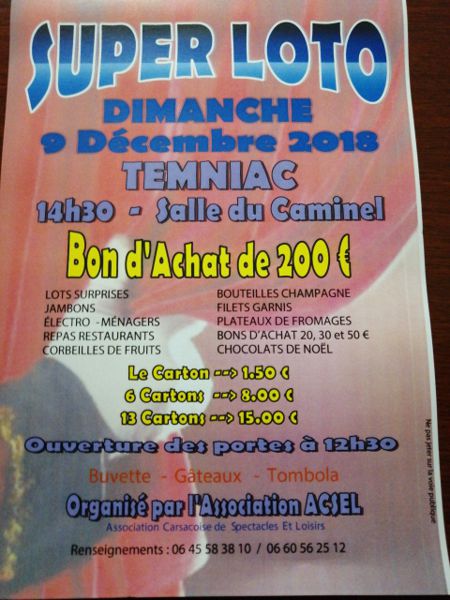 SUPER LOTO
DIMANCHE
9 Décembre 2018
TEMNIAC
14h30 - Salle du Caminel
Bon d'Achat de 200 €
LOTS SURPRISES
JAMBONS
ÉLECTRO - MÉNAGERS
REPAS RESTAURANTS
CORBEILLES DE FRUITS
BOUTEILLES CHAMPAGNE
FILETS GARNIS
PLATEAUX DE FROMAGES
BONS D'ACHAT 20, 30 et 50 €
CHOCOLATS DE NOËL
Le Carton --> 1.50 €
6 Cartons --> 8.00 €
13 Cartons --> 15.00 €
Ouverture des portes à 12h30
Buvette - Gâteaux - Tombola
Organisé par l'Association ACSEL
Association Carsacoise de Spectacles Et Loisirs
Renseignements : 06 45 58 38 10 / 06 60 56 25 12
Ne pas jeter sur la voie publique